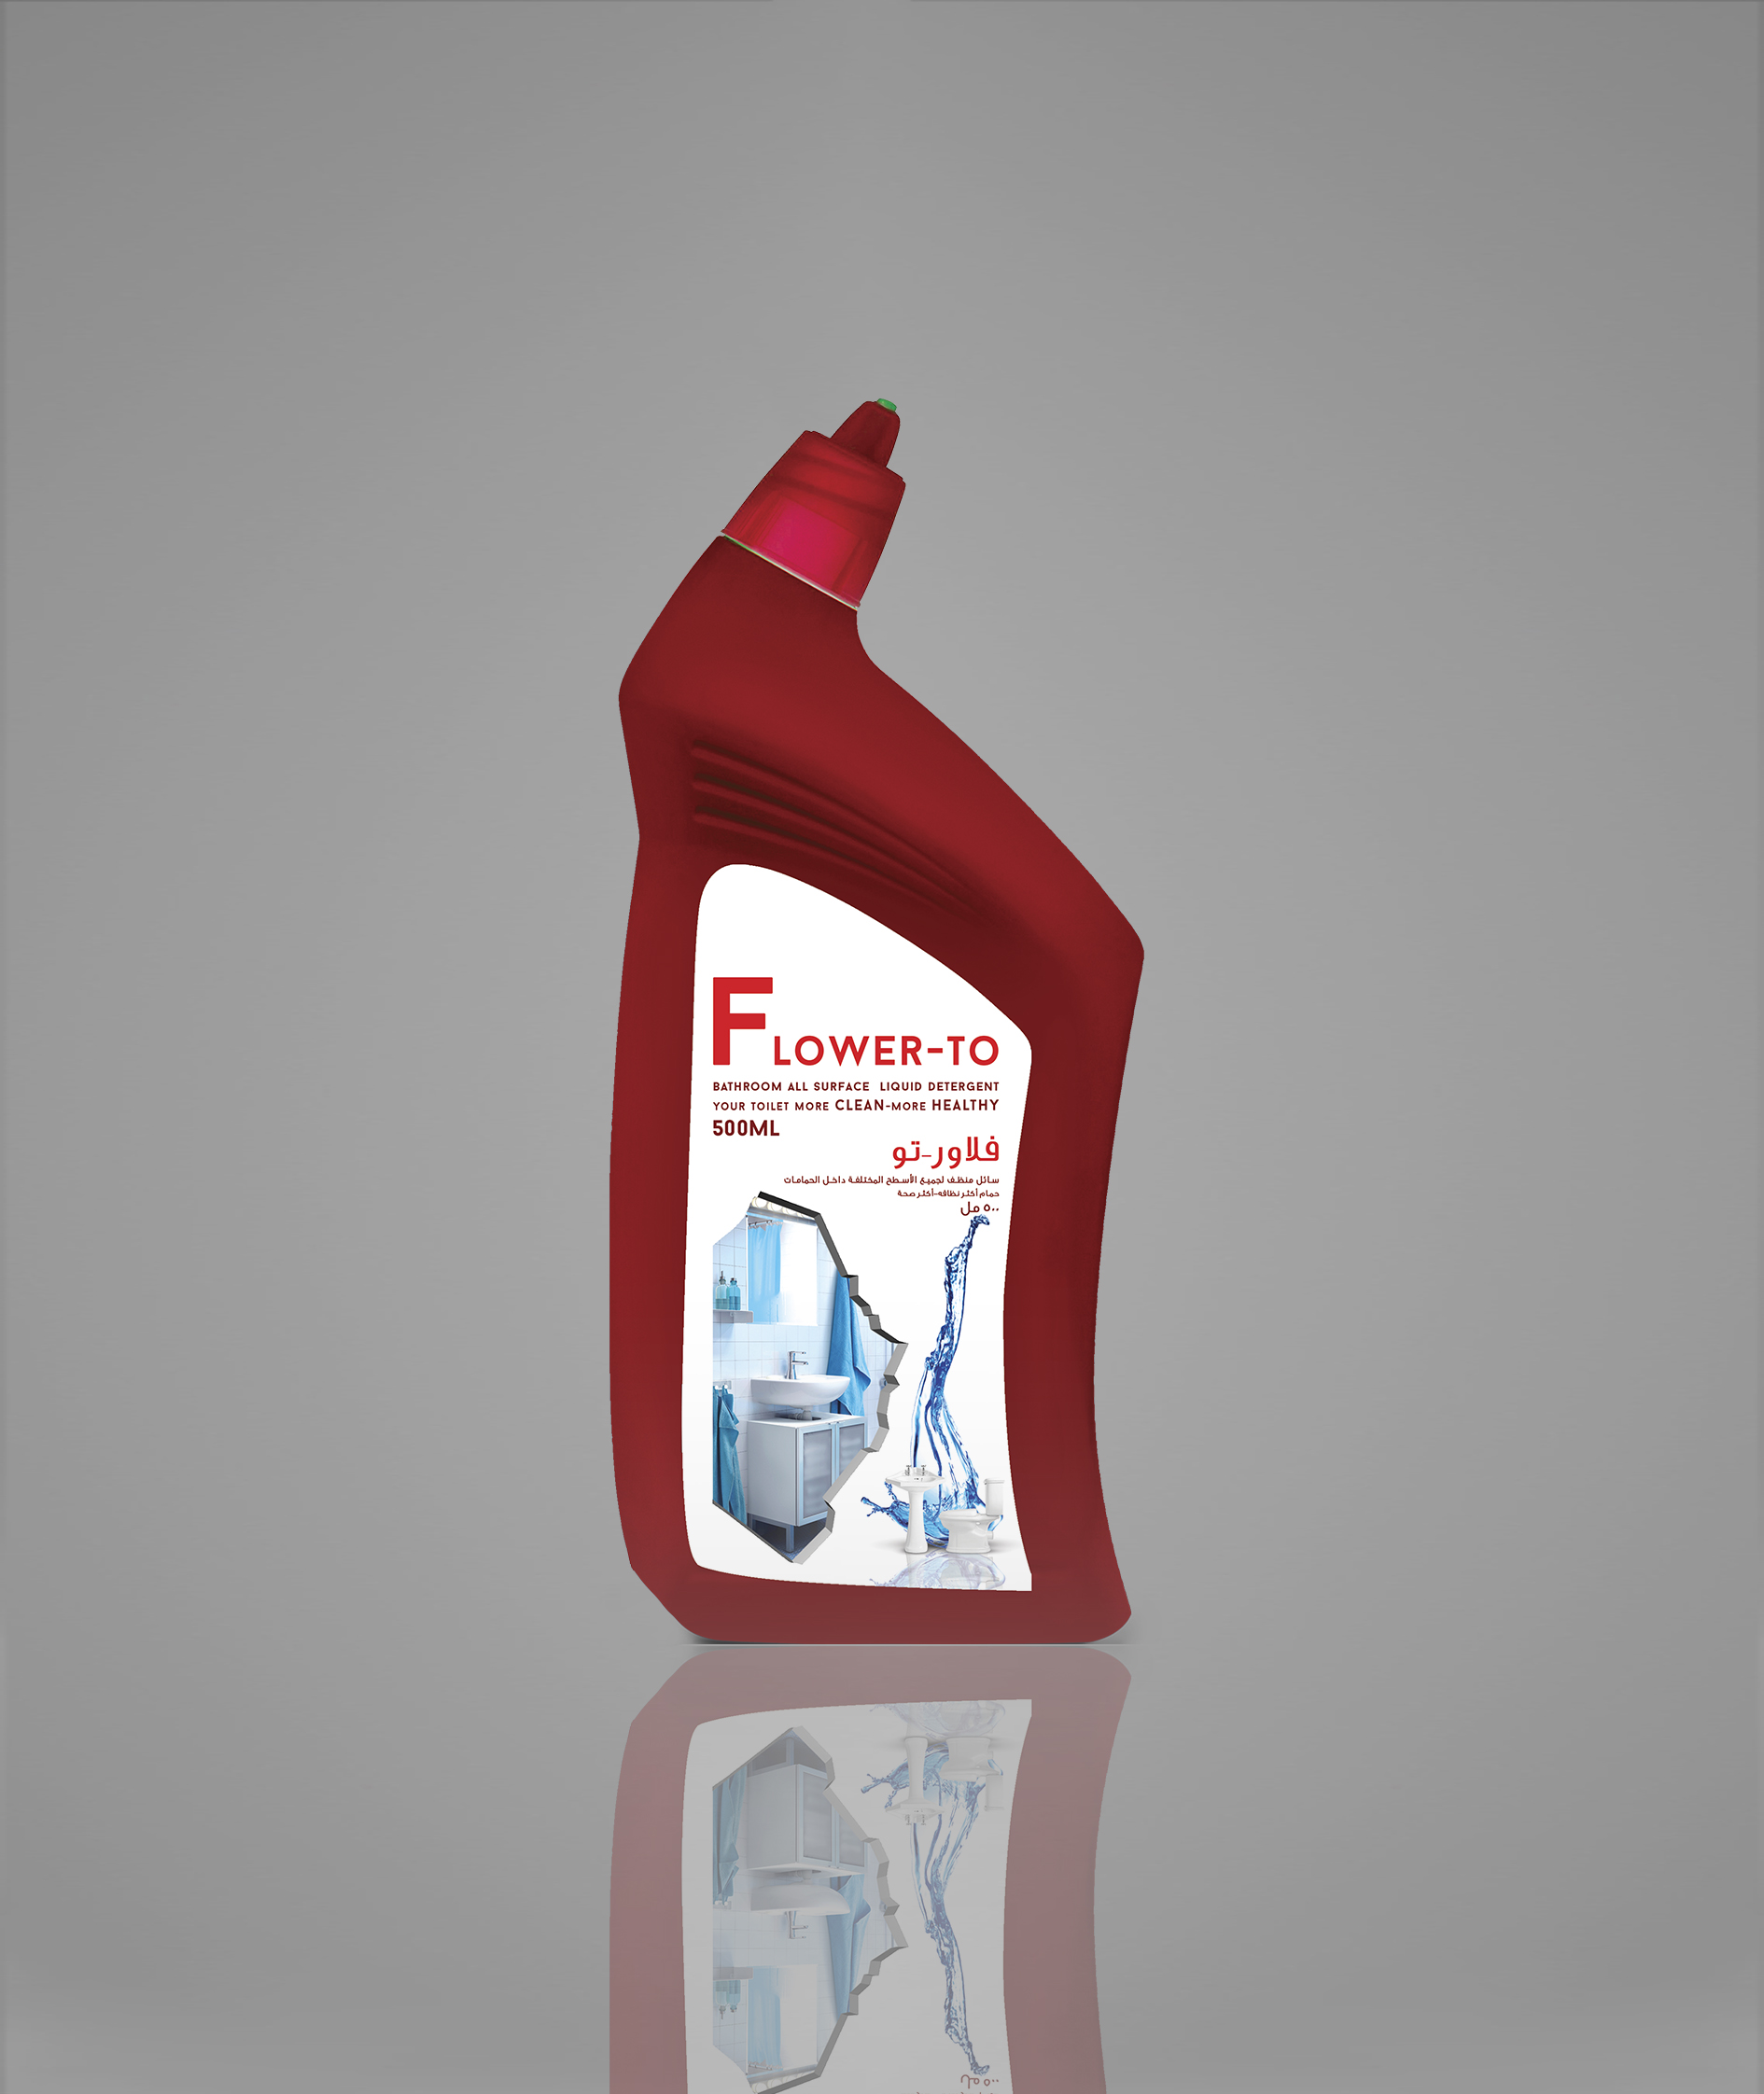 FLOWER-TO
BATHROOM ALL SURFACE LIQUID DETERGENT
YOUR TOILET MORE CLEAN-MORE HEALTHY
500ML
فلاور-تو
سائل منظف لجميع الأسطح المختلفة داخل الحمامات
حمام أكثر نظافه-أكثر صحة
٥٠٠ مل